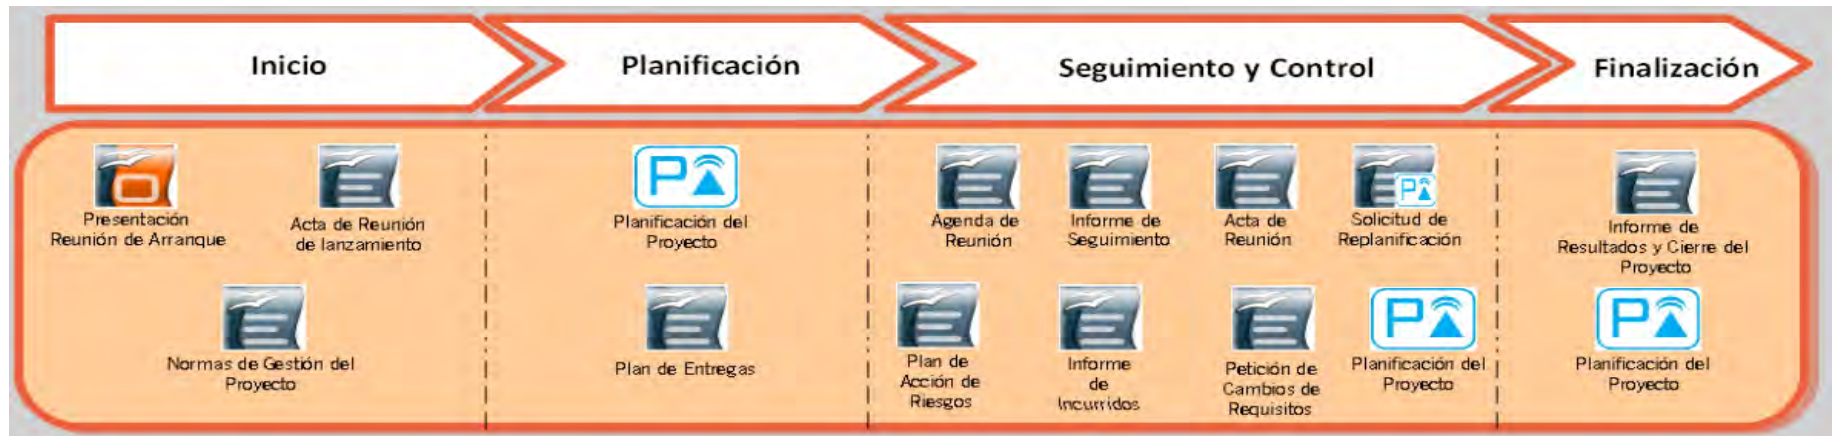 Inicio
Planificación
Seguimiento y Control
Finalización
Presentación
Reunión de Arranque
Acta de Reunión
de lanzamiento
Normas de Gestión del
Proyecto
P
Planificación del
Proyecto
Plan de Entregas
Agenda de
Reunión
Informe de
Seguimiento
Acta de
Reunión
P
Solicitud de
Replanificación
Plan de
Acción de
Riesgos
Informe
de
Incurridos
Petición de
Cambios de
Requisitos
P
Planificación del
Proyecto
Informe de
Resultados y Cierre del
Proyecto
P
Planificación del
Proyecto